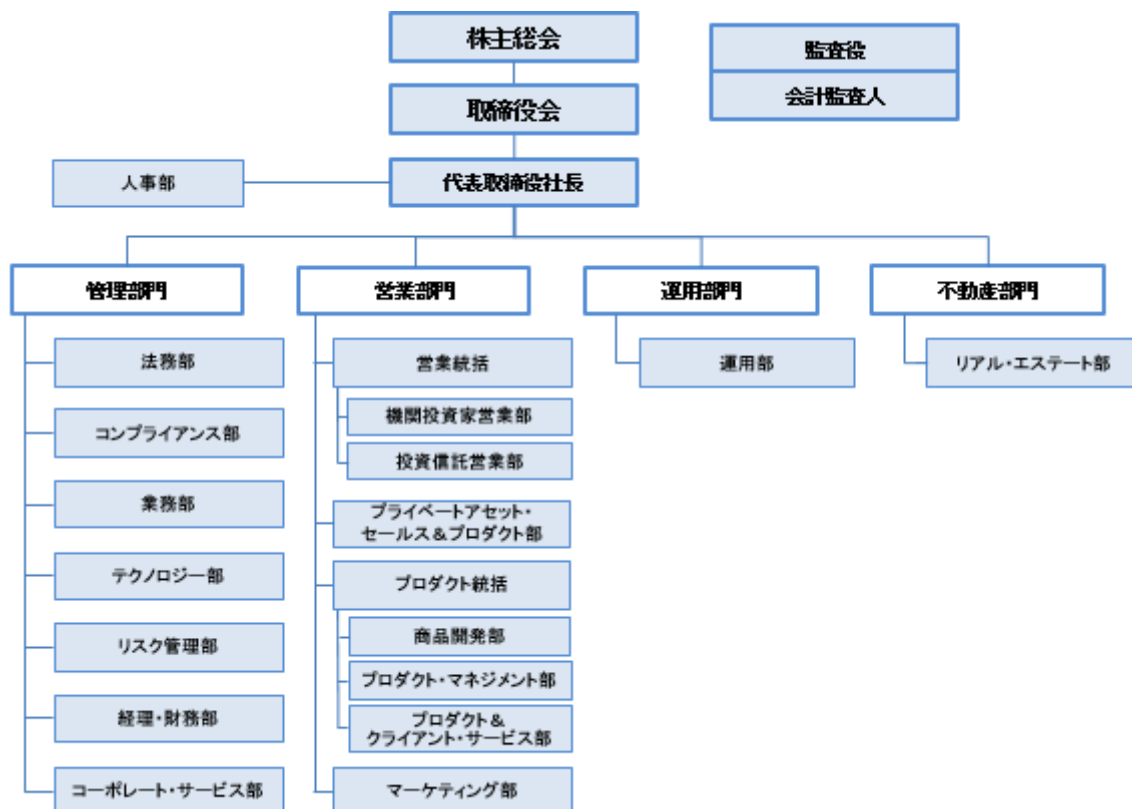 株主総会
監査役
会計監査人
取締役会
人事部
代表取締役社長
管理部門
営業部門
運用部門
不動産部門
法務部
コンプライアンス部
業務部
テクノロジー部
リスク管理部
経理・財務部
コーポレート・サービス部
営業統括
機関投資家営業部
投資信託営業部
プライベートアセット・
セールス＆プロダクト部
プロダクト統括
商品開発部
プロダクト・マネジメント部
プロダクト＆
クライアント・サービス部
マーケティング部
運用部
リアル・エステート部